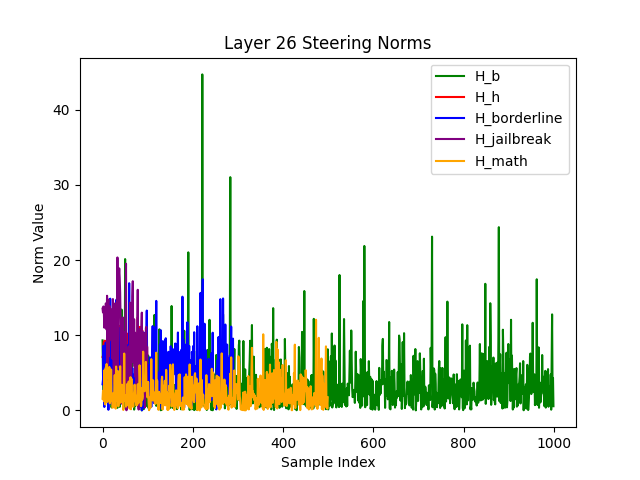 Layer 26 Steering Norms
H_b
H_h
H_borderline
H_jailbreak
H_math
40
30
20
10
0
Norm Value
0 200 400 600 800 1000
Sample Index